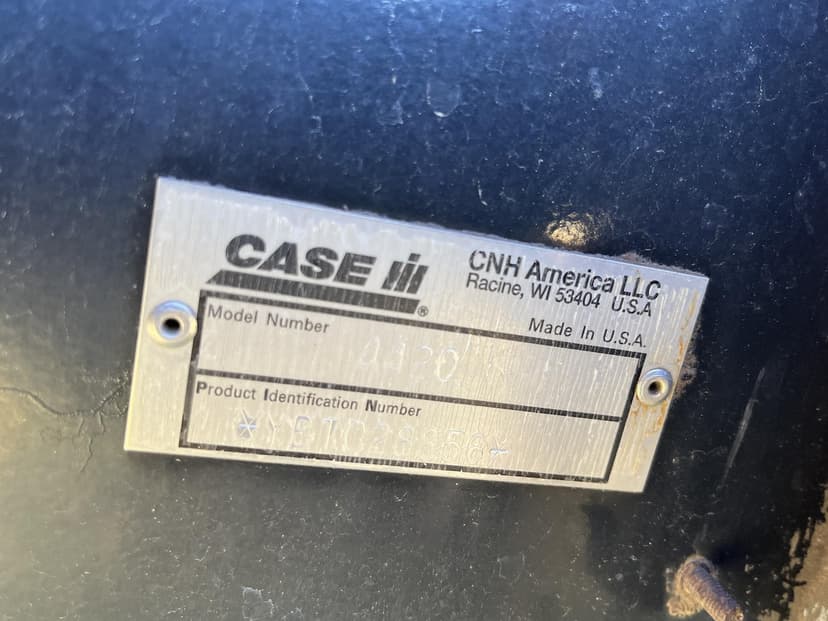 CASE IH®
CNH America LLC
Racine, WI 53404 U.S.A
Made In U.S.A.
Model Number
Product Identification Number